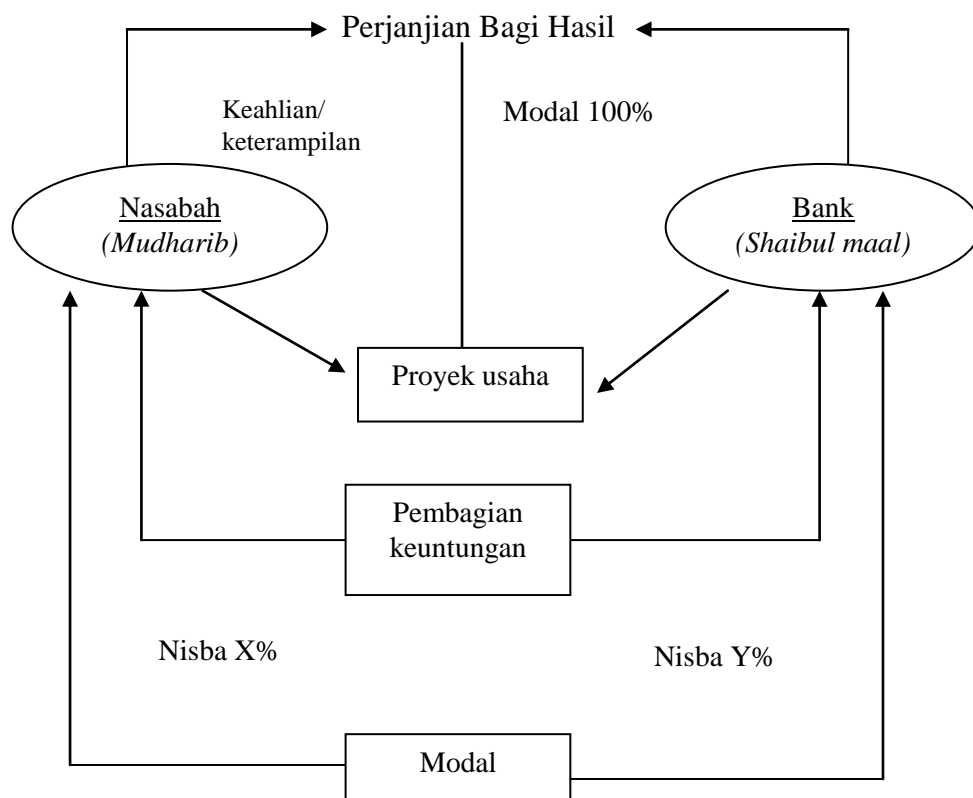 Perjanjian Bagi Hasil
Keahlian/
keterampilan
Modal 100%
Nasabah
(Mudharib)
Bank
(Shaibul maal)
Proyek usaha
Pembagian
keuntungan
Nisba X%
Nisba Y%
Modal